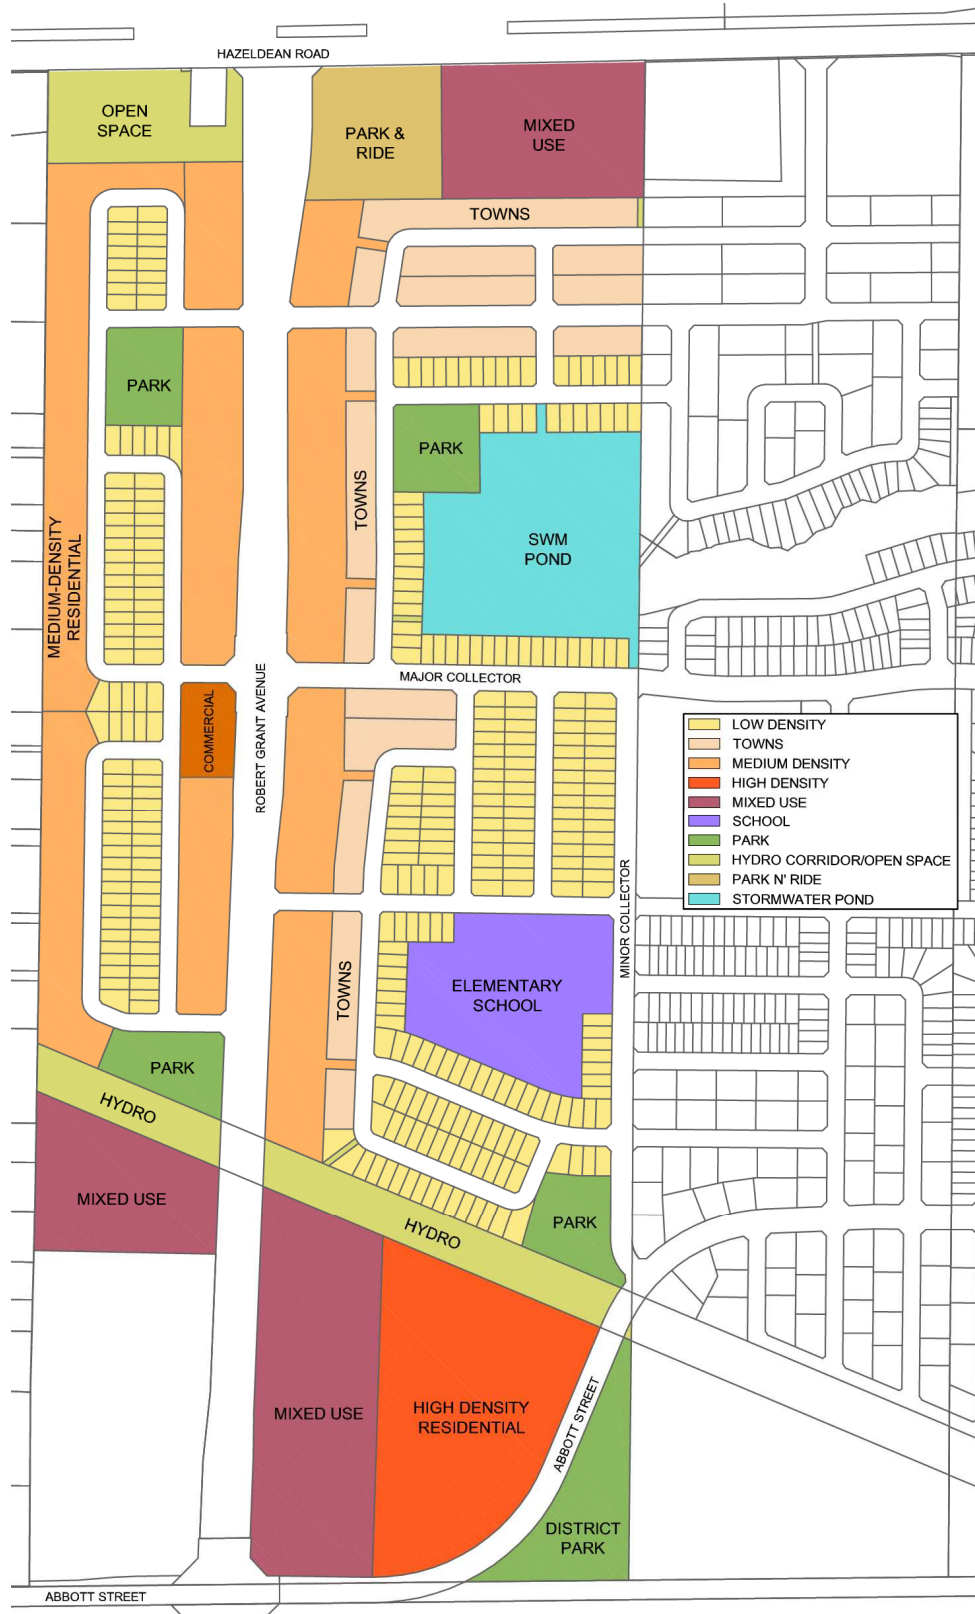 HAZELDEAN ROAD
OPEN
SPACE
PARK &
RIDE
MIXED
USE
TOWNS
PARK
PARK
TOWNS
SWM
POND
MEDIUM-DENSITY
RESIDENTIAL
MAJOR COLLECTOR
COMMERCIAL
ROBERT GRANT AVENUE
LOW DENSITY
TOWNS
MEDIUM DENSITY
HIGH DENSITY
MIXED USE
SCHOOL
PARK
HYDRO CORRIDOR/OPEN SPACE
PARK N' RIDE
STORMWATER POND
MINOR COLLECTOR
TOWNS
ELEMENTARY
SCHOOL
PARK
HYDRO
MIXED USE
HYDRO
PARK
MIXED USE
HIGH DENSITY
RESIDENTIAL
ABBOTT STREET
DISTRICT
PARK
ABBOTT STREET